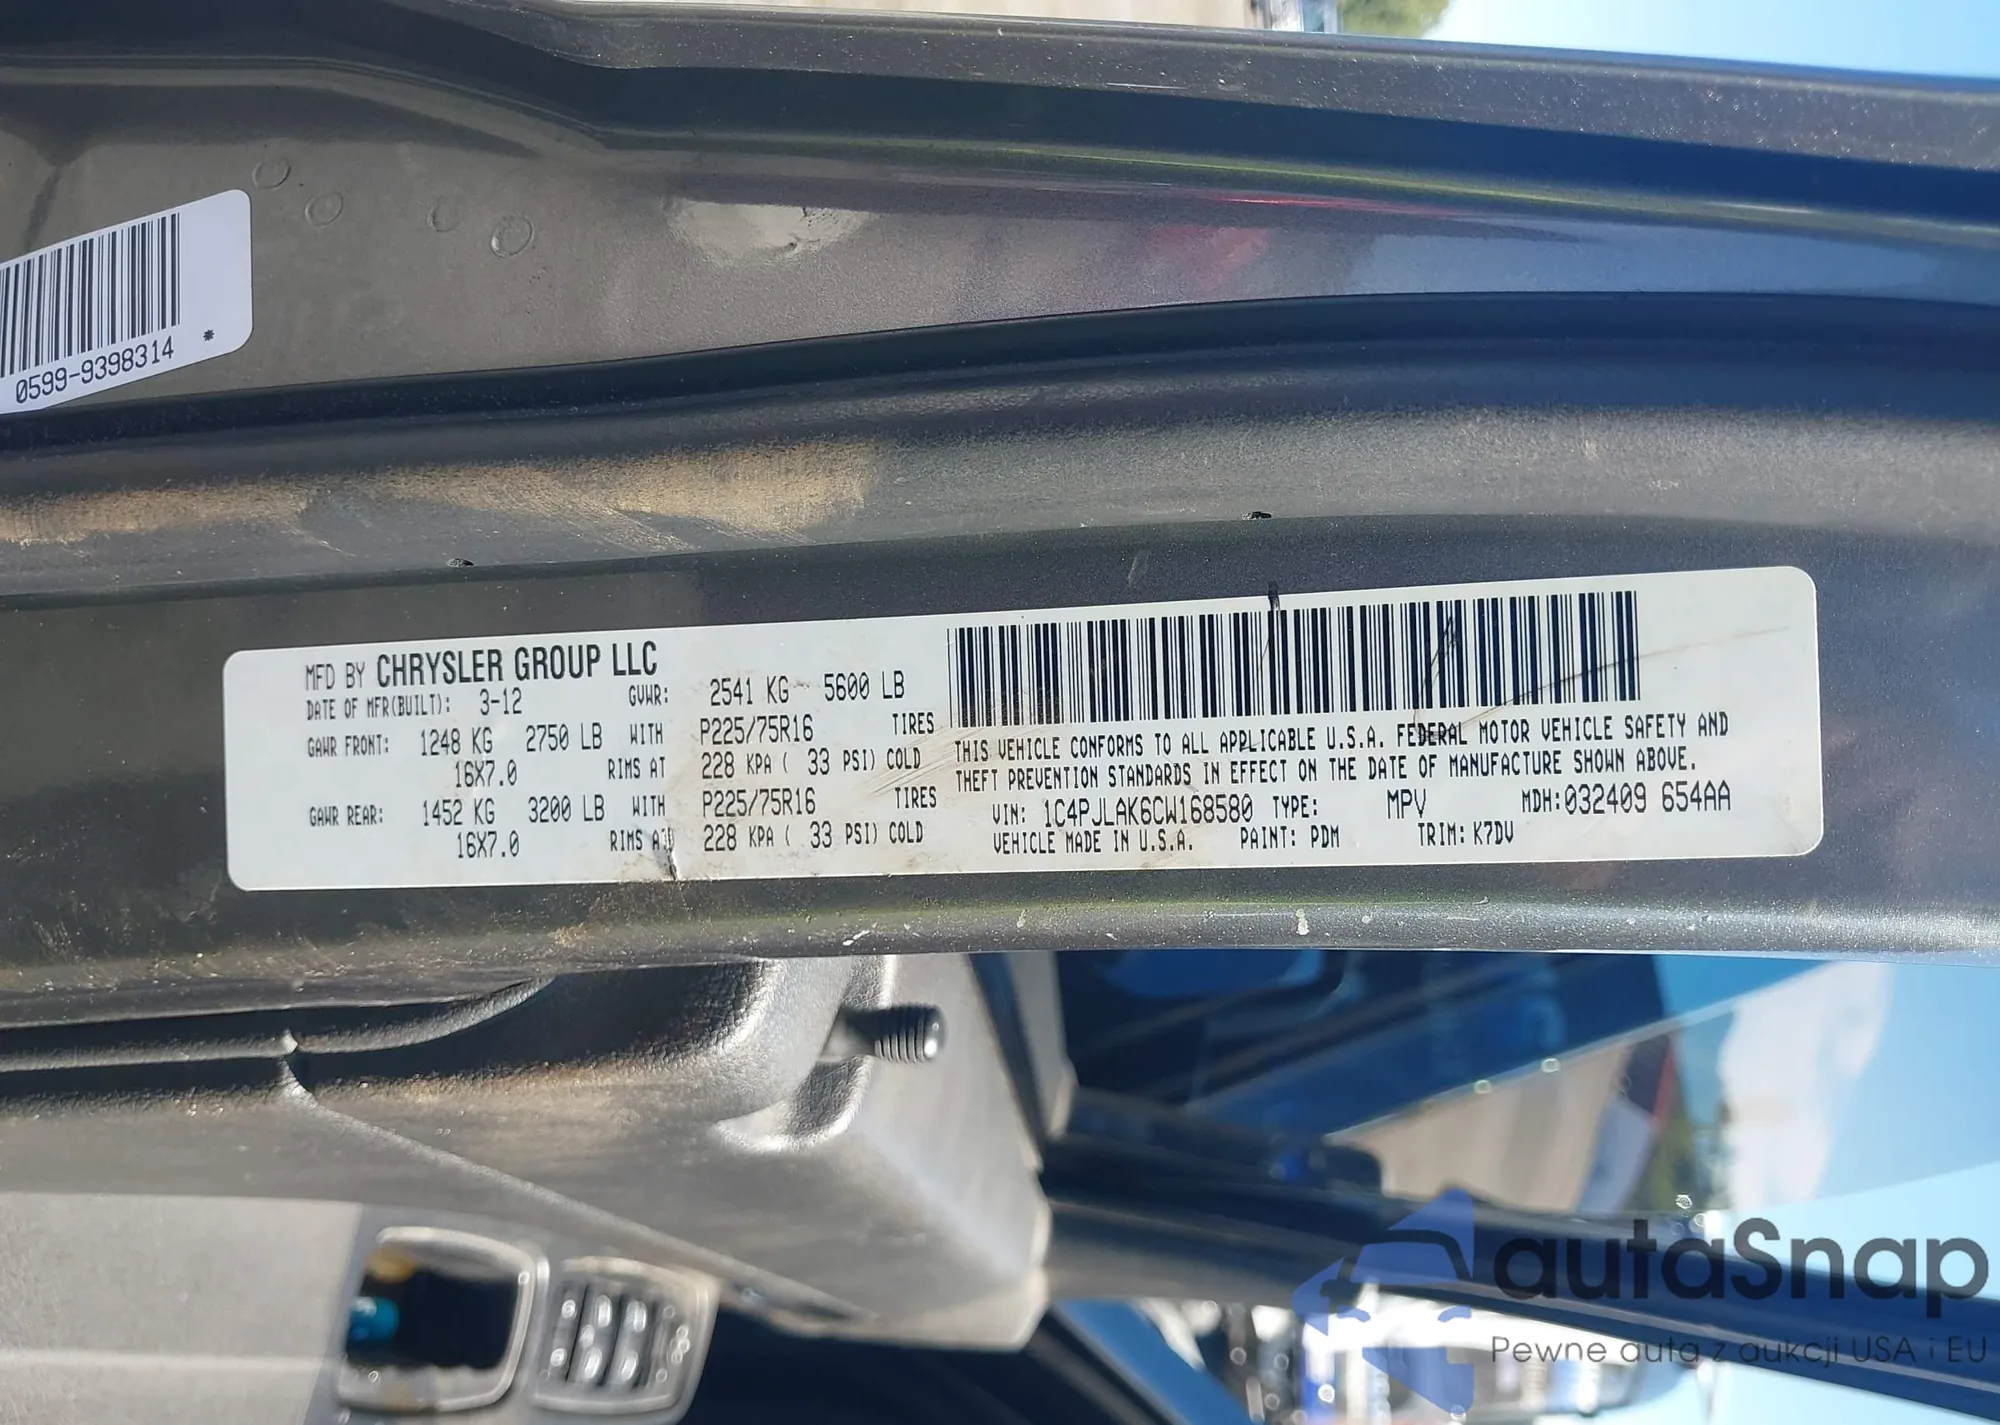 0599-9398314 *
MFD BY CHRYSLER GROUP LLC
DATE OF MFR(BUILT): 3-12 GVWR: 2541 KG 5600 LB
GAWR FRONT: 1248 KG 2750 LB WITH P225/75R16 TIRES
16X7.0 RIMS AT 228 KPA ( 33 PSI) COLD
GAWR REAR: 1452 KG 3200 LB WITH P225/75R16 TIRES
16X7.0 RIMS AT 228 KPA ( 33 PSI) COLD
THIS VEHICLE CONFORMS TO ALL APPLICABLE U.S.A. FEDERAL MOTOR VEHICLE SAFETY AND
THEFT PREVENTION STANDARDS IN EFFECT ON THE DATE OF MANUFACTURE SHOWN ABOVE.
VIN: 1C4PJLAK6CW168580 TYPE: MPV MDH:032409 654AA
VEHICLE MADE IN U.S.A. PAINT: PDM TRIM: K7DV
autaSnap
Pewne auta z aukcji USA i EU